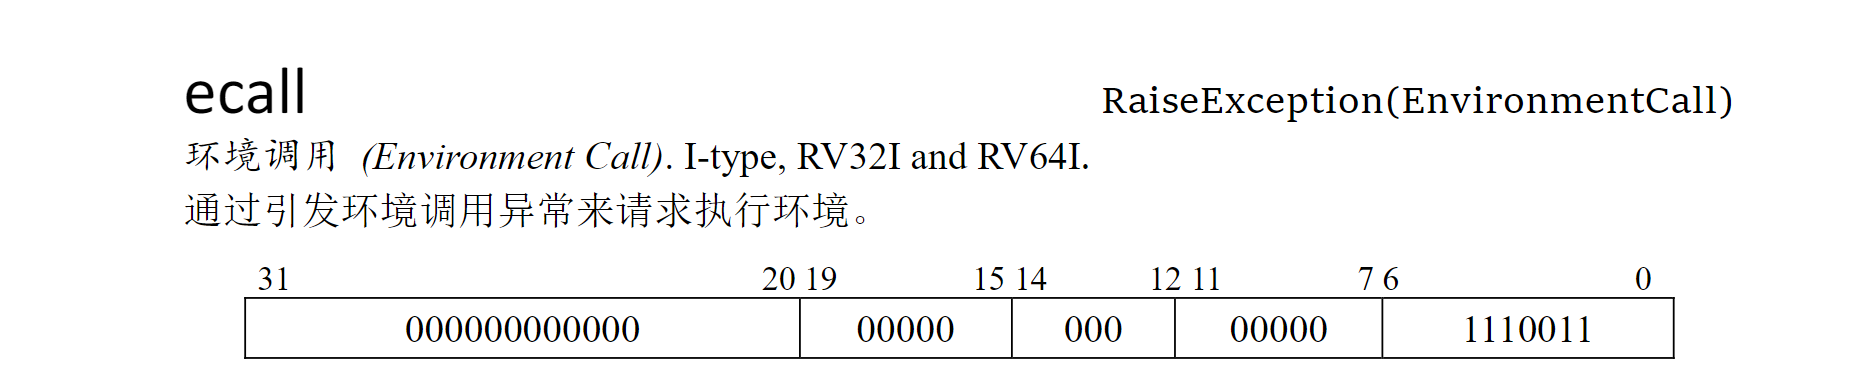 ecall RaiseException(EnvironmentCall)
环境调用 (Environment Call). I-type, RV32I and RV64I.
通过引发环境调用异常来请求执行环境。
31 20 19 15 14 12 11 7 6 0
000000000000 00000 000 00000 1110011